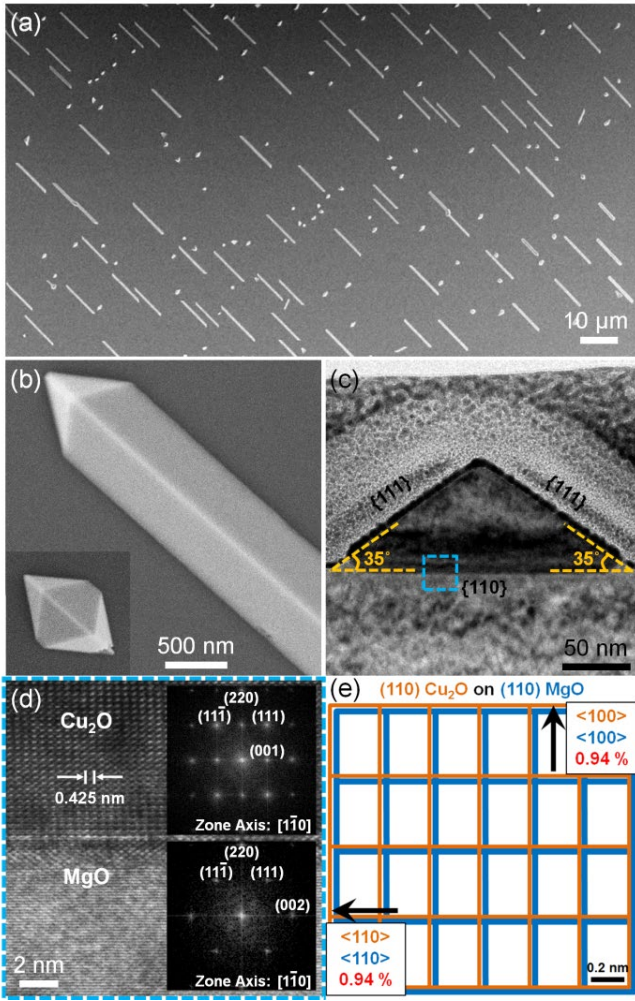 (a)
10 µm
(b)
500 nm
(c)
{111}
{111}
35°
35°
{110}
50 nm
(d)
Cu₂O
0.425 nm
MgO
2 nm
(220)
(111̄)
(111)
(001)
Zone Axis: [11̄0]
(220)
(111̄)
(111)
(002)
Zone Axis: [11̄0]
(e)
(110) Cu₂O on (110) MgO
<100>
<100>
0.94 %
<110>
<110>
0.94 %
0.2 nm